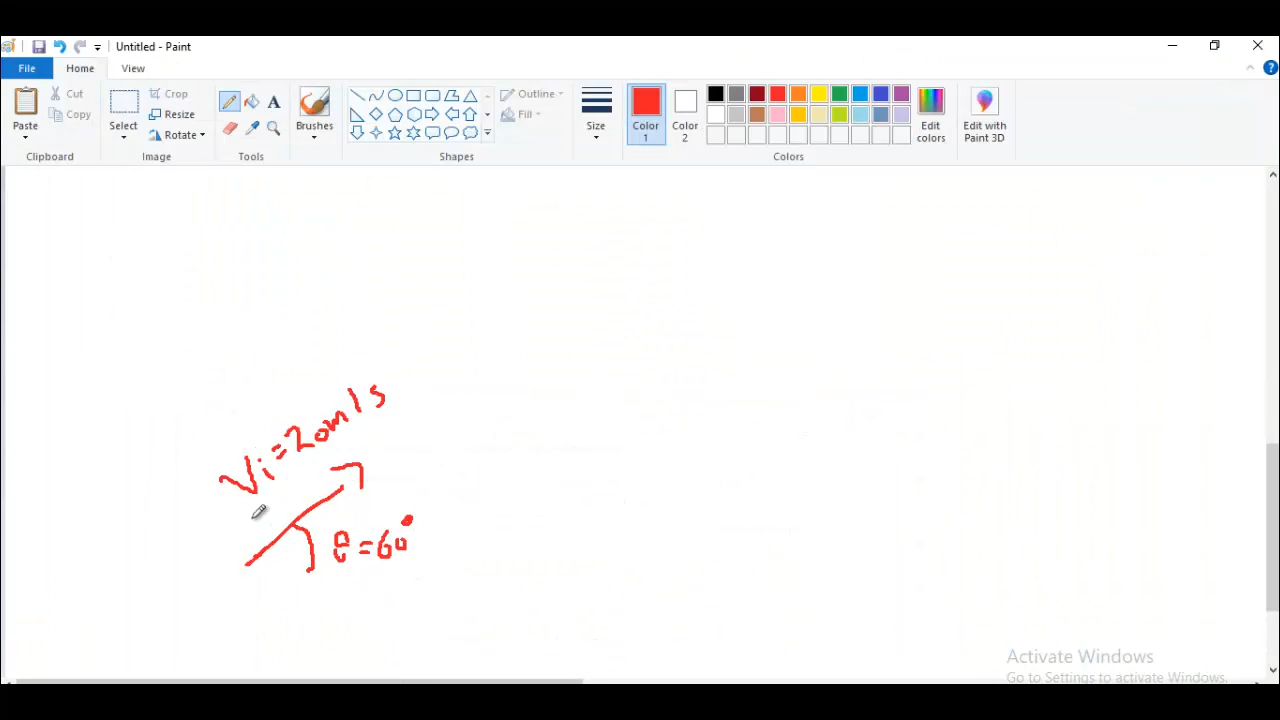 Untitled - Paint
File Home View
Paste
Cut
Copy
Clipboard
Select
Crop
Resize
Rotate
Image
A
Tools
Brushes
Shapes
Outline
Fill
Size
Color 1
Color 2
Colors
Edit colors
Edit with Paint 3D
Vi=20m/s
θ=60°
Activate Windows
Go to Settings to activate Windows.